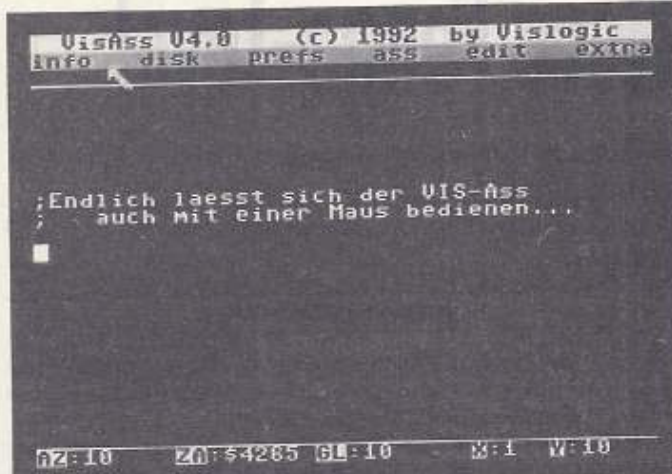 VisAss V4.0 (c) 1992 by Vislogic
info disk prefs ass edit extra
;Endlich laesst sich der VIS-Ass
; auch mit einer Maus bedienen...
AZ:10 ZA:$4285 GL:10 X:1 Y:10